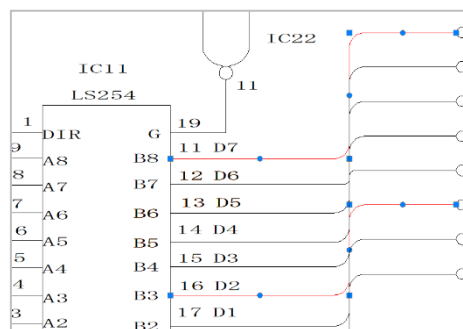 IC22
IC11
11
LS254
1
19
DIR
G
9
11 D7
A8
B8
8
12 D6
A7
B7
7
13 D5
A6
B6
6
14 D4
A5
B5
5
15 D3
A4
B4
4
16 D2
A3
B3
3
17 D1
A2
B2